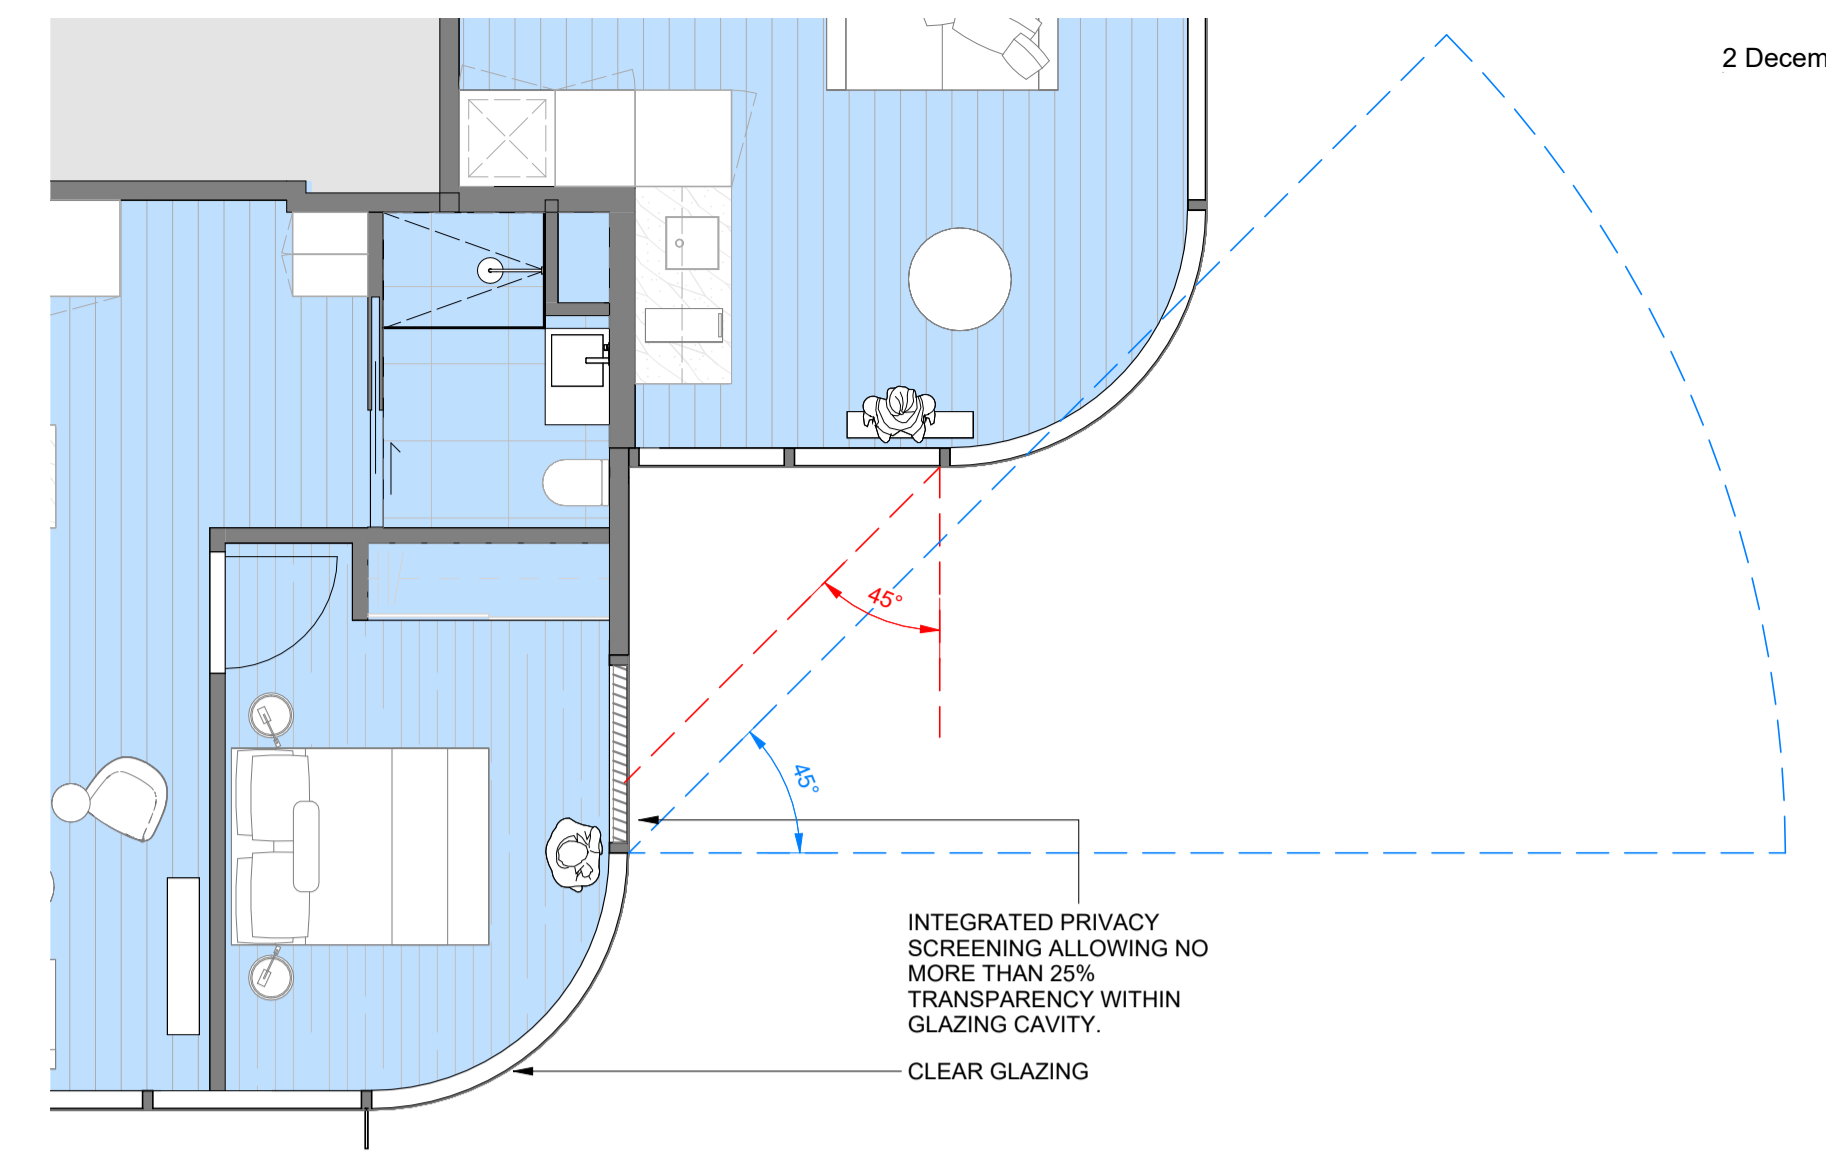 2 Decem
45°
45°
INTEGRATED PRIVACY
SCREENING ALLOWING NO
MORE THAN 25%
TRANSPARENCY WITHIN
GLAZING CAVITY.
CLEAR GLAZING